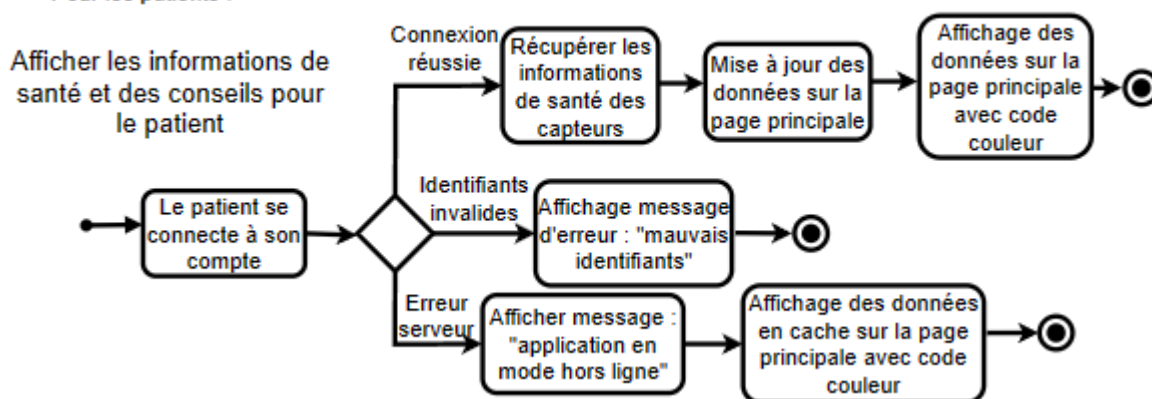 Pour les patients :
Afficher les informations de
santé et des conseils pour
le patient
Le patient se
connecte à son
compte
Connexion
réussie
Récupérer les
informations
de santé des
capteurs
Mise à jour des
données sur la
page principale
Affichage des
données sur la
page principale
avec code
couleur
Identifiants
invalides
Affichage message
d'erreur : "mauvais
identifiants"
Erreur
serveur
Afficher message :
"application en
mode hors ligne"
Affichage des données
en cache sur la page
principale avec code
couleur